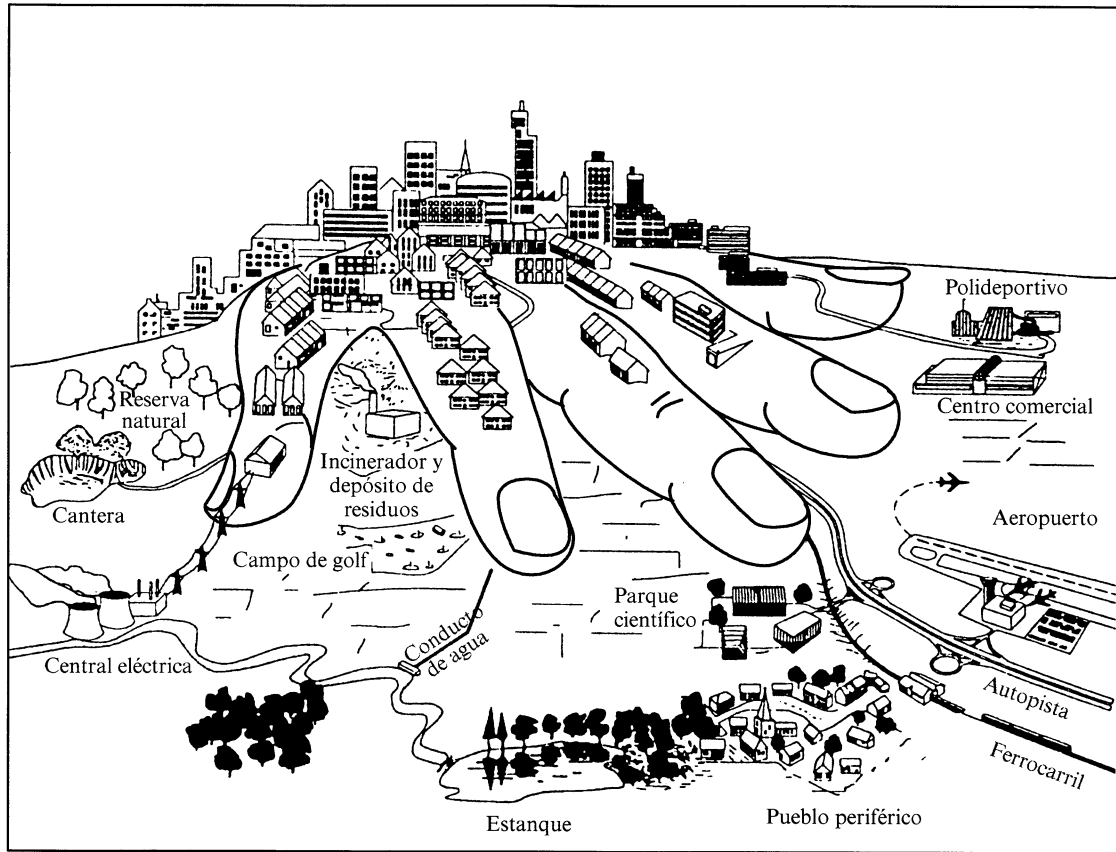 Polideportivo
Centro comercial
Reserva
natural
Incinerador y
depósito de
residuos
Cantera
Aeropuerto
Campo de golf
Parque
científico
Conducto
de agua
Central eléctrica
Autopista
Ferrocarril
Pueblo periférico
Estanque